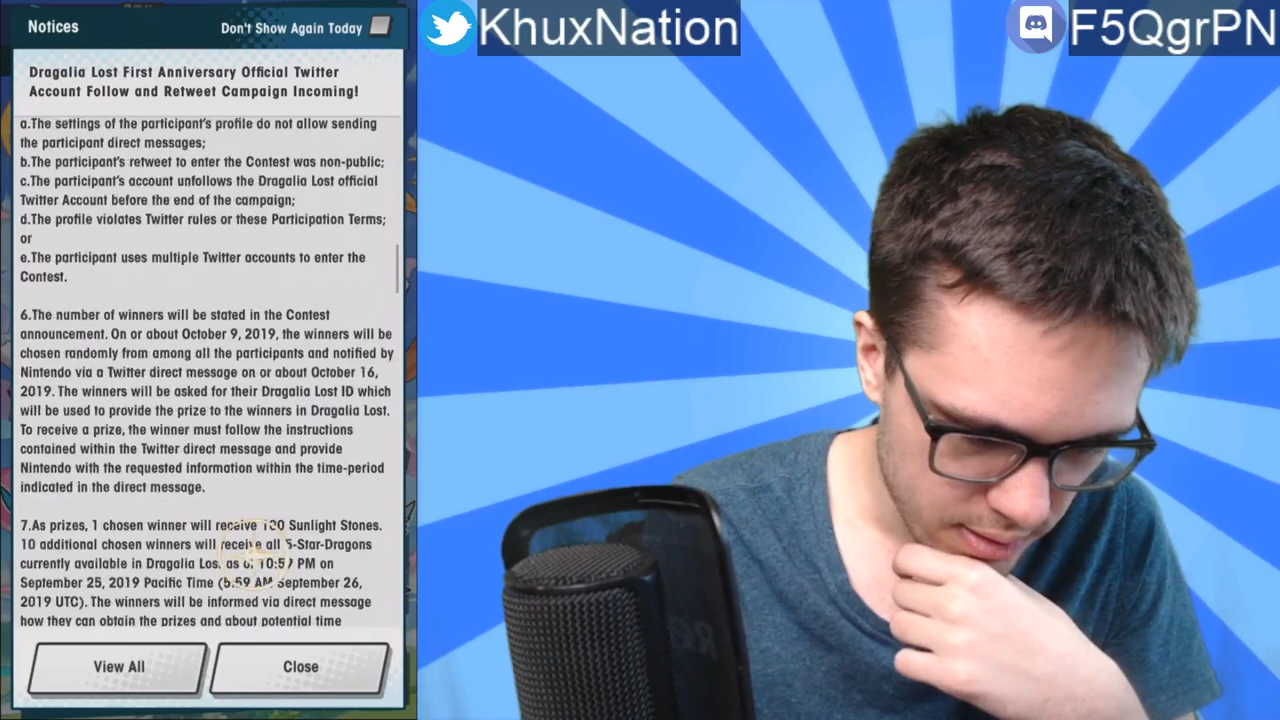 Notices
Don't Show Again Today
KhuxNation
F5QgrPN
Dragalia Lost First Anniversary Official Twitter
Account Follow and Retweet Campaign Incoming!
a.The settings of the participant's profile do not allow sending
the participant direct messages;
b.The participant's retweet to enter the Contest was non-public;
c.The participant's account unfollows the Dragalia Lost official
Twitter Account before the end of the campaign;
d.The profile violates Twitter rules or these Participation Terms;
or
e.The participant uses multiple Twitter accounts to enter the
Contest.
6.The number of winners will be stated in the Contest
announcement. On or about October 9, 2019, the winners will be
chosen randomly from among all the participants and notified by
Nintendo via a Twitter direct message on or about October 16,
2019. The winners will be asked for their Dragalia Lost ID which
will be used to provide the prize to the winners in Dragalia Lost.
To receive a prize, the winner must follow the instructions
contained within the Twitter direct message and provide
Nintendo with the requested information within the time-period
indicated in the direct message.
7.As prizes, 1 chosen winner will receive Sunlight Stones.
10 additional chosen winners will receive all 5-Star-Dragons
currently available in Dragalia Lost as of PM on
September 25, 2019 Pacific Time (5:59 AM September 26,
2019 UTC). The winners will be informed via direct message
how they can obtain the prizes and about potential time
View All
Close